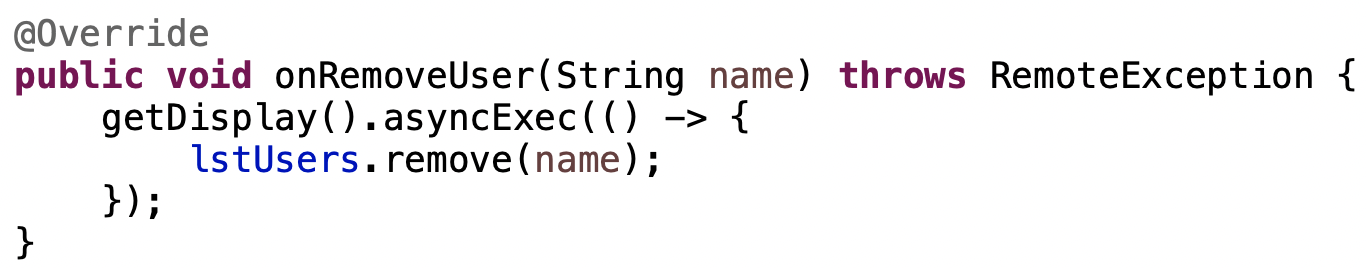 @Override
public void onRemoveUser(String name) throws RemoteException {
    getDisplay().asyncExec(() -> {
        lstUsers.remove(name);
    });
}